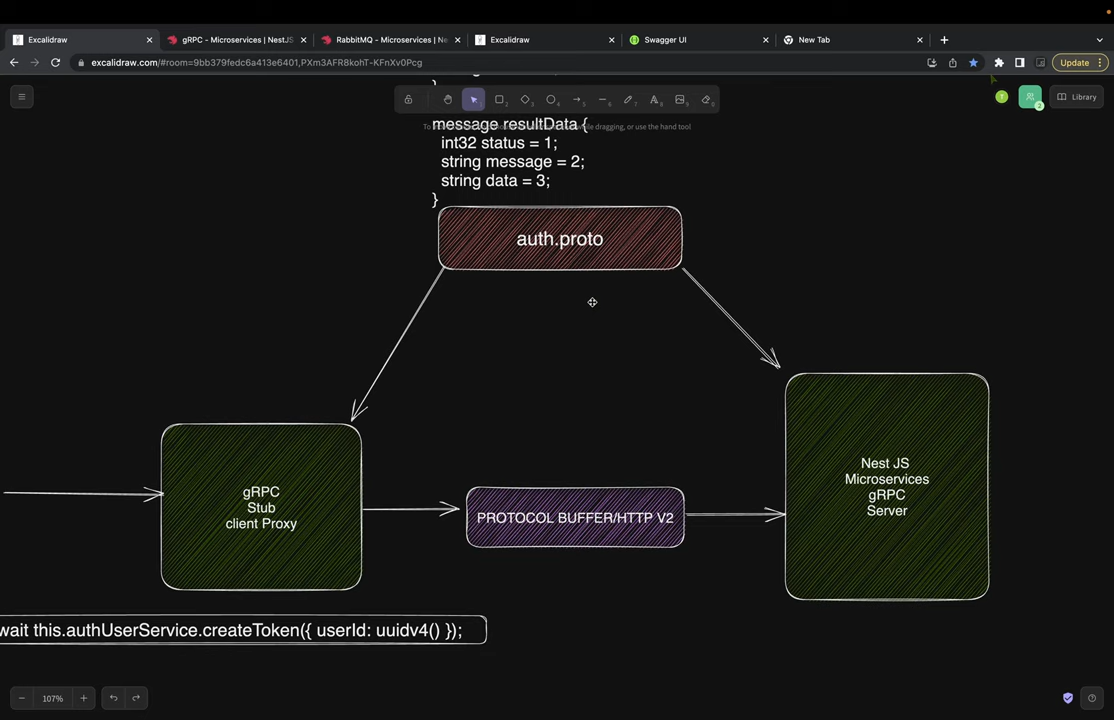 Excalidraw
gRPC - Microservices | NestJS
RabbitMQ - Microservices | Ne
Excalidraw
Swagger UI
New Tab
excalidraw.com/#room=9bb379fedc6a413e6401,PXm3AFR8kohT-KFnXv0Pcg
Update
Library
message resultData {
int32 status = 1;
string message = 2;
string data = 3;
}
auth.proto
gRPC
Stub
client Proxy
PROTOCOL BUFFER/HTTP V2
Nest JS
Microservices
gRPC
Server
wait this.authUserService.createToken({ userId: uuidv4() });
107%